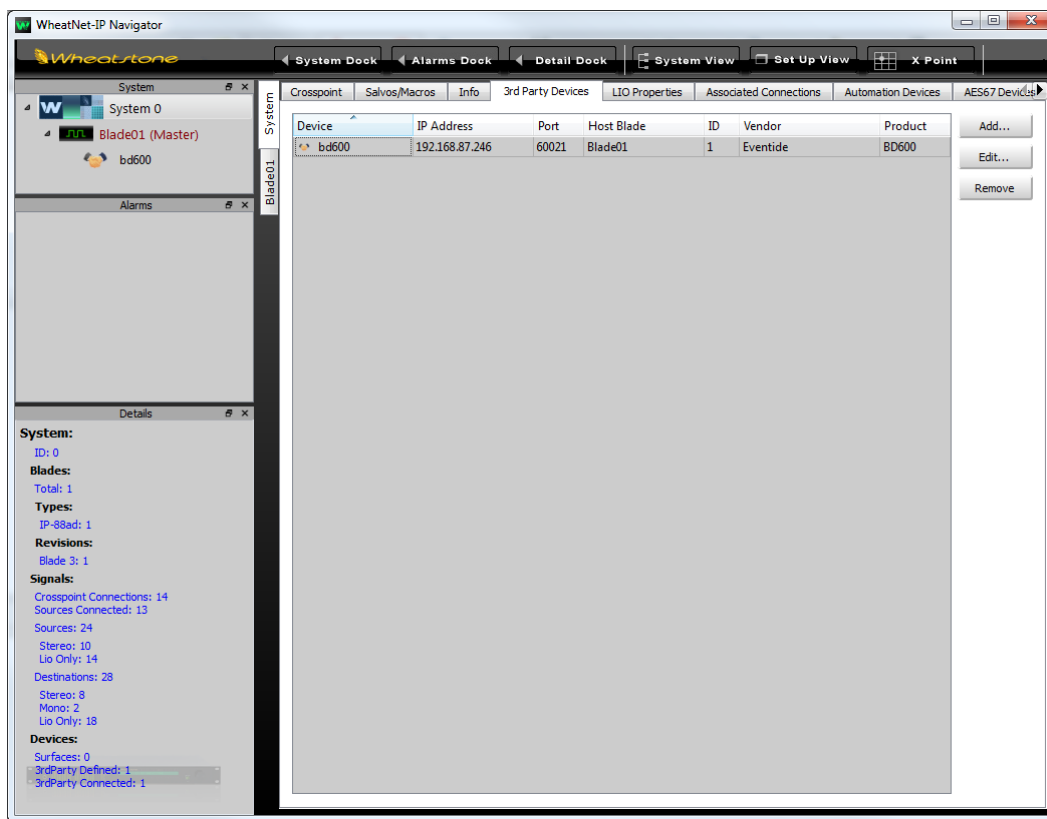 WheatNet-IP Navigator
Wheatstone
System Dock Alarms Dock Detail Dock System View Set Up View X Point
System
System 0
Blade01 (Master)
bd600
Alarms
Details
System:
ID: 0
Blades:
Total: 1
Types:
IP-88ad: 1
Revisions:
Blade 3: 1
Signals:
Crosspoint Connections: 14
Sources Connected: 13
Sources: 24
Stereo: 10
Lio Only: 14
Destinations: 28
Stereo: 8
Mono: 2
Lio Only: 18
Devices:
Surfaces: 0
3rdParty Defined: 1
3rdParty Connected: 1
System
Blade01
Crosspoint Salvos/Macros Info 3rd Party Devices LIO Properties Associated Connections Automation Devices AES67 Devices
Device IP Address Port Host Blade ID Vendor Product
bd600 192.168.87.246 60021 Blade01 1 Eventide BD600
Add...
Edit...
Remove